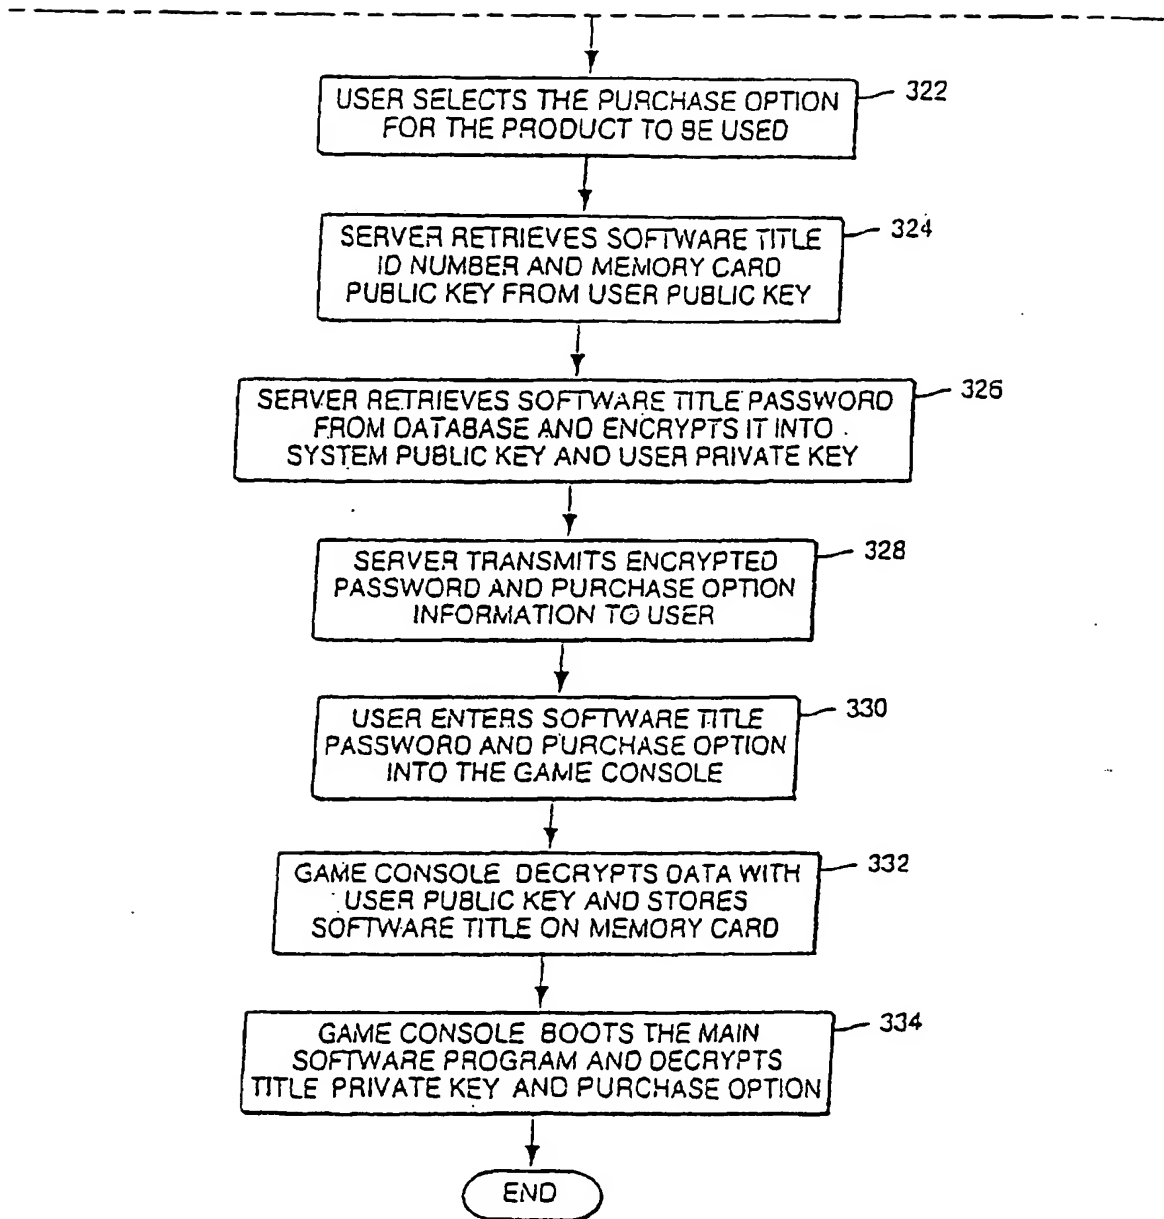 USER SELECTS THE PURCHASE OPTION
FOR THE PRODUCT TO BE USED
322
SERVER RETRIEVES SOFTWARE TITLE
ID NUMBER AND MEMORY CARD
PUBLIC KEY FROM USER PUBLIC KEY
324
SERVER RETRIEVES SOFTWARE TITLE PASSWORD
FROM DATABASE AND ENCRYPTS IT INTO
SYSTEM PUBLIC KEY AND USER PRIVATE KEY
326
SERVER TRANSMITS ENCRYPTED
PASSWORD AND PURCHASE OPTION
INFORMATION TO USER
328
USER ENTERS SOFTWARE TITLE
PASSWORD AND PURCHASE OPTION
INTO THE GAME CONSOLE
330
GAME CONSOLE DECRYPTS DATA WITH
USER PUBLIC KEY AND STORES
SOFTWARE TITLE ON MEMORY CARD
332
GAME CONSOLE BOOTS THE MAIN
SOFTWARE PROGRAM AND DECRYPTS
TITLE PRIVATE KEY AND PURCHASE OPTION
334
END